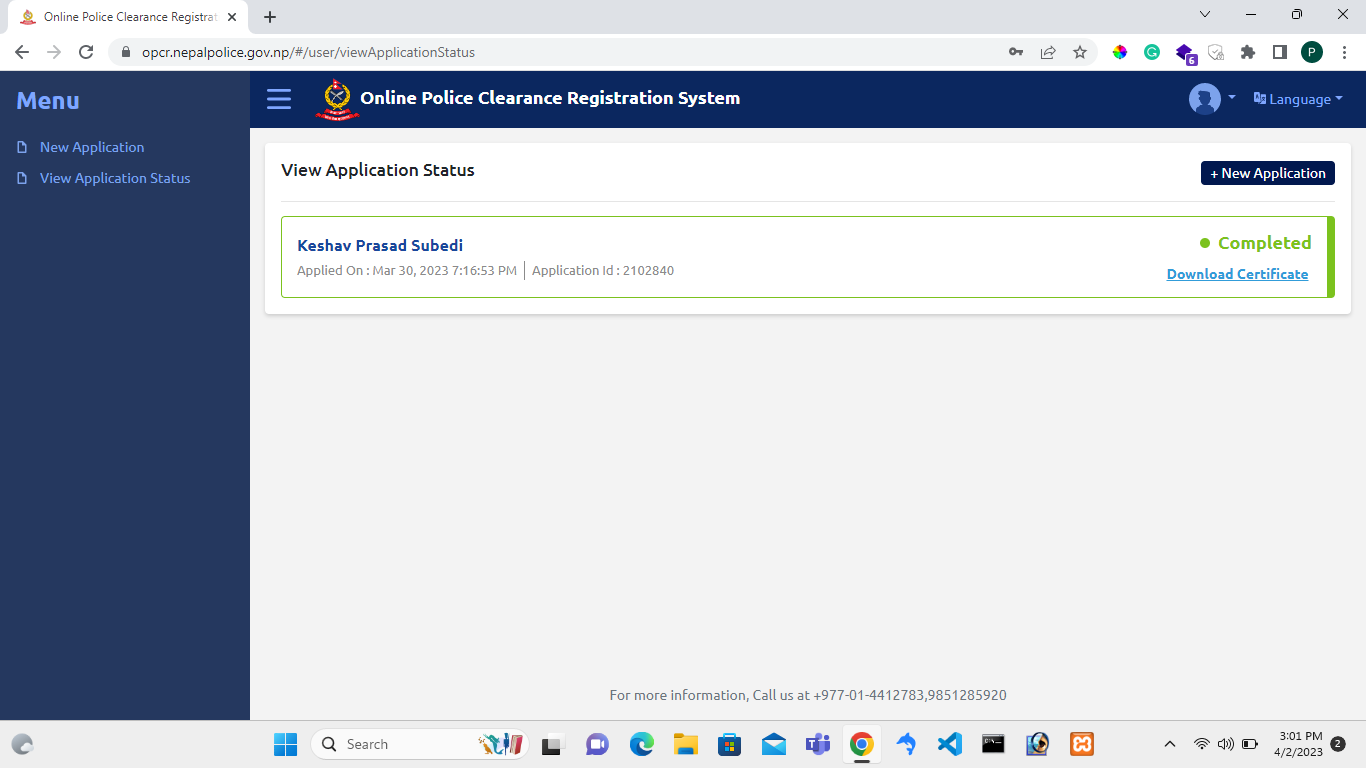 Online Police Clearance Registrat
opcr.nepalpolice.gov.np/#/user/viewApplicationStatus
6
P
Menu
New Application
View Application Status
Online Police Clearance Registration System
Language
View Application Status
+ New Application
Keshav Prasad Subedi
Completed
Applied On : Mar 30, 2023 7:16:53 PM | Application Id : 2102840
Download Certificate
For more information, Call us at +977-01-4412783,9851285920
Search
3:01 PM
4/2/2023
2